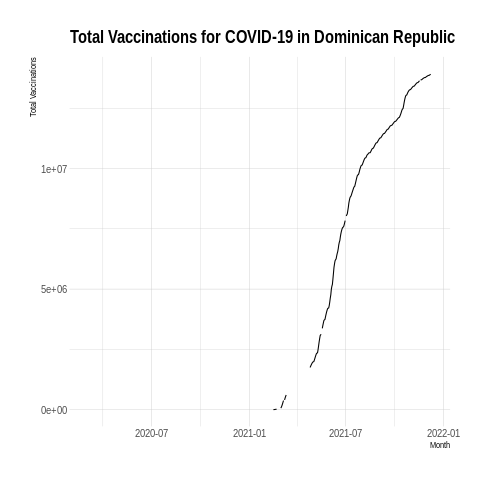 Total Vaccinations for COVID-19 in Dominican Republic
Total Vaccinations
1e+07
5e+06
0e+00
2020-07 2021-01 2021-07 2022-01
Month